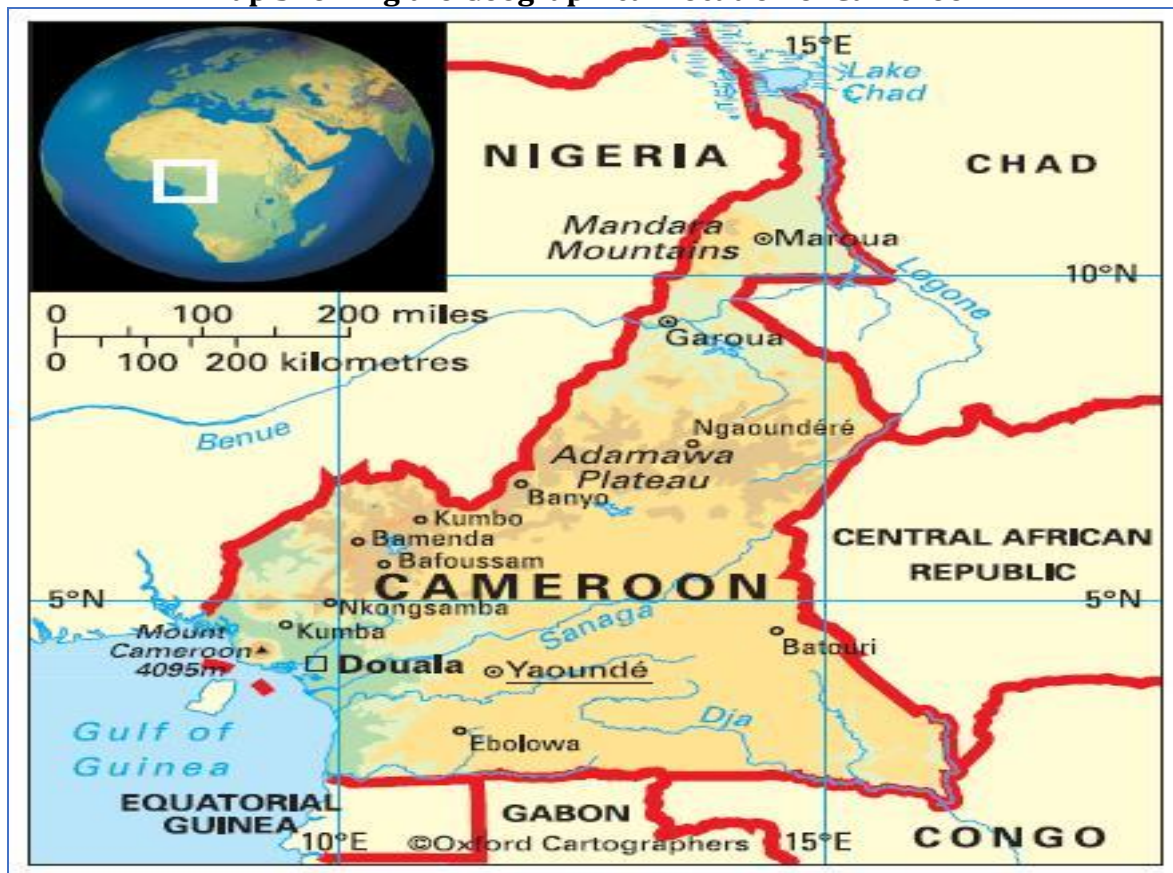 15°E
Lake
Chad
NIGERIA
CHAD
Mandara
Mountains
Maroua
10°N
Logone
0 100 200 miles
0 100 200 kilometres
Garoua
Benue
Ngaoundéré
Adamawa
Plateau
Banyo
Kumbo
Bamenda
Bafoussam
CENTRAL AFRICAN
REPUBLIC
CAMEROON
5°N
5°N
Nkongsamba
Kumba
Sanaga
Mount
Cameroon
4095m
Douala
Yaoundé
Batouri
Gulf of
Guinea
Dja
Ebolowa
EQUATORIAL
GUINEA
GABON
10°E
©Oxford Cartographers
15°E
CONGO